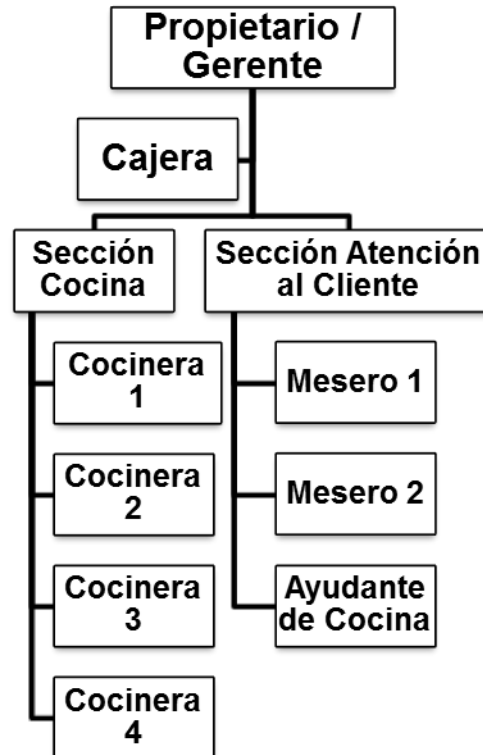 Propietario /
Gerente
Cajera
Sección
Cocina
Sección Atención
al Cliente
Cocinera
1
Cocinera
2
Cocinera
3
Cocinera
4
Mesero 1
Mesero 2
Ayudante
de Cocina